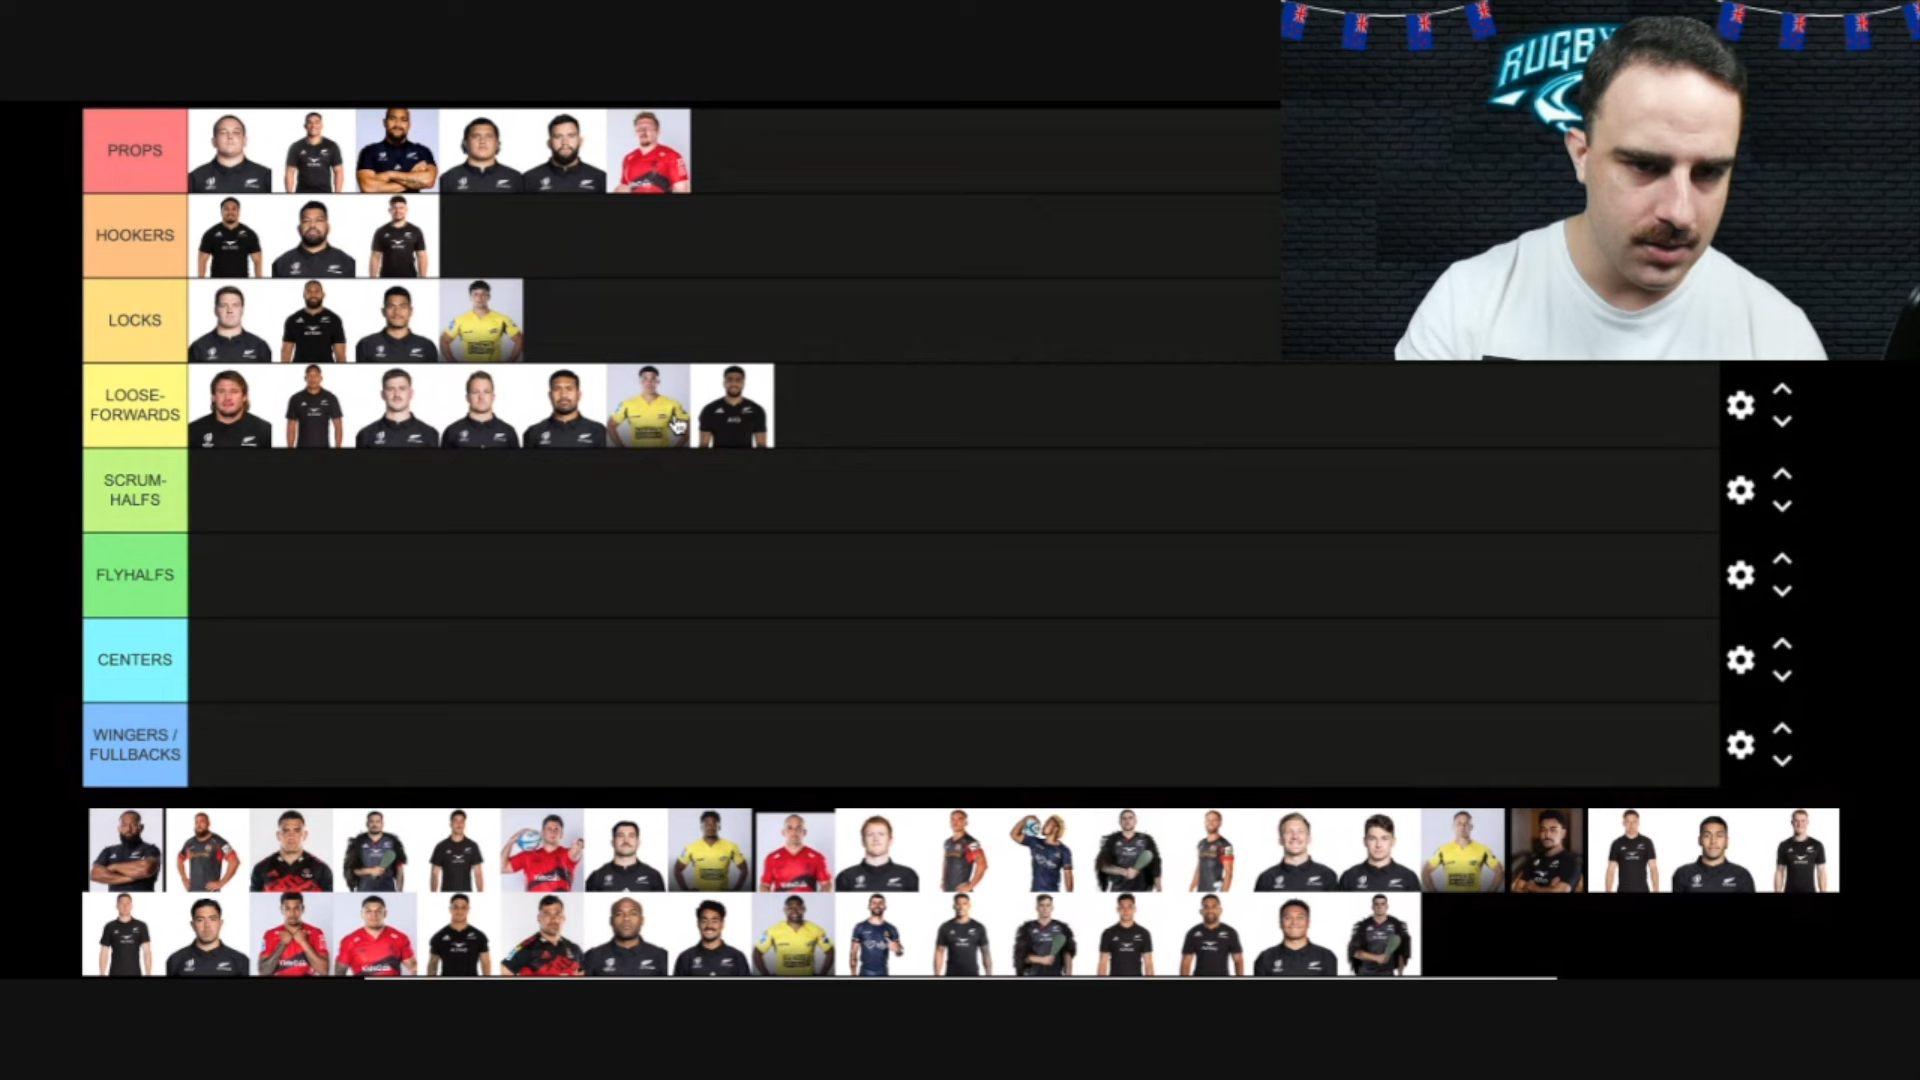 RUGBY
PROPS
HOOKERS
LOCKS
LOOSE-
FORWARDS
SCRUM-
HALFS
FLYHALFS
CENTERS
WINGERS /
FULLBACKS